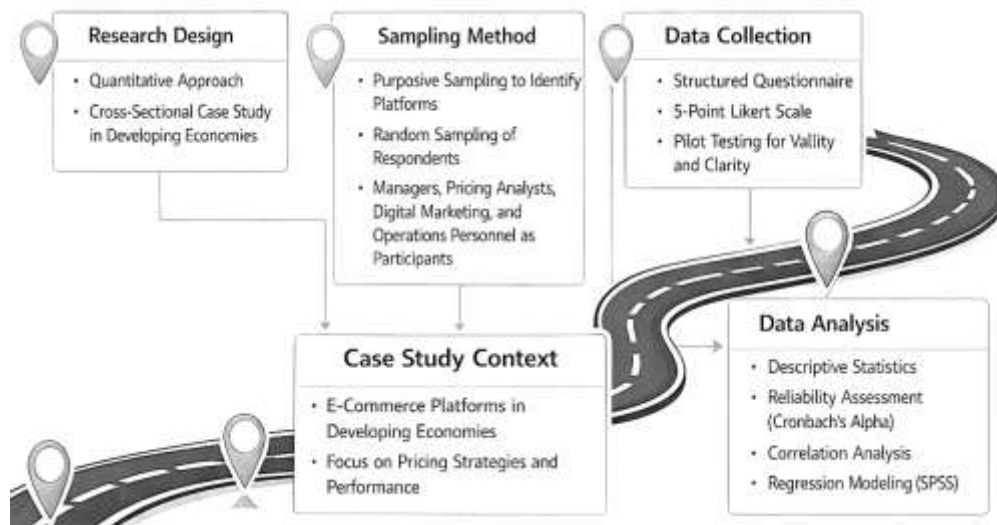 Research Design
• Quantitative Approach
• Cross-Sectional Case Study
in Developing Economies
Sampling Method
• Purposive Sampling to Identify
Platforms
• Random Sampling of
Respondents
• Managers, Pricing Analysts,
Digital Marketing, and
Operations Personnel as
Participants
Data Collection
• Structured Questionnaire
• 5-Point Likert Scale
• Pilot Testing for Vallity
and Clarity
Case Study Context
• E-Commerce Platforms in
Developing Economies
• Focus on Pricing Strategies and
Performance
Data Analysis
• Descriptive Statistics
• Reliability Assessment
(Cronbach's Alpha)
• Correlation Analysis
• Regression Modeling (SPSS)